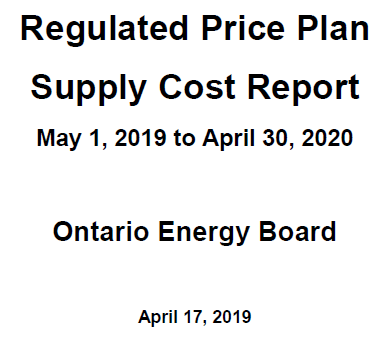 Regulated Price Plan
Supply Cost Report
May 1, 2019 to April 30, 2020
Ontario Energy Board
April 17, 2019